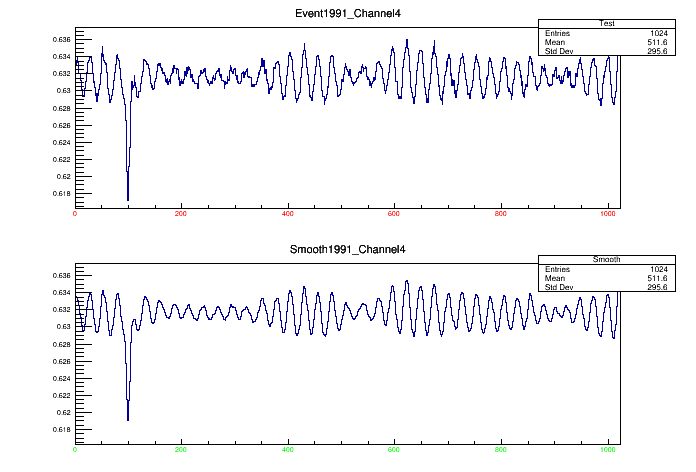 Event1991_Channel4
Test
Entries 1024
Mean 511.6
Std Dev 295.6
0.636
0.634
0.632
0.63
0.628
0.626
0.624
0.622
0.62
0.618
0 200 400 600 800 1000
Smooth1991_Channel4
Smooth
Entries 1024
Mean 511.6
Std Dev 295.6
0.636
0.634
0.632
0.63
0.628
0.626
0.624
0.622
0.62
0.618
0 200 400 600 800 1000